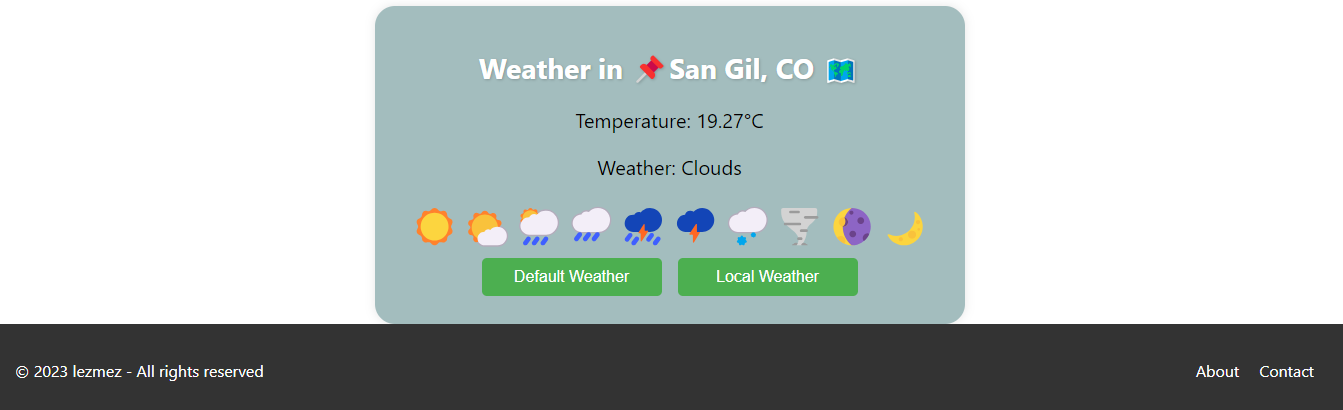 Weather in 📌 San Gil, CO 🗺️
Temperature: 19.27°C
Weather: Clouds
Default Weather Local Weather
© 2023 lezmez - All rights reserved About Contact